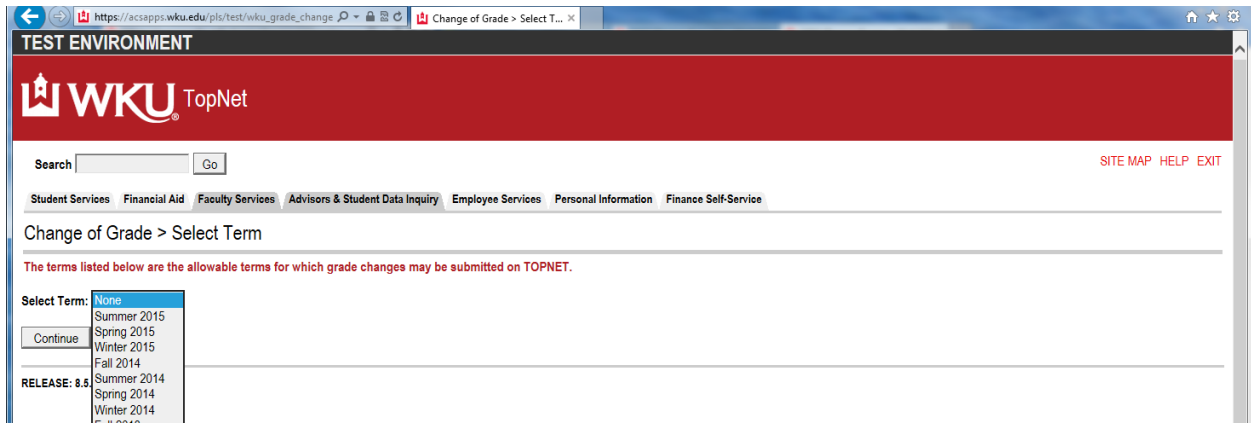 https://acsapps.wku.edu/pls/test/wku_grade_change
Change of Grade > Select T...
TEST ENVIRONMENT
WKU® TopNet
Search Go
SITE MAP HELP EXIT
Student Services Financial Aid Faculty Services Advisors & Student Data Inquiry Employee Services Personal Information Finance Self-Service
Change of Grade > Select Term
The terms listed below are the allowable terms for which grade changes may be submitted on TOPNET.
Select Term: None
Summer 2015
Spring 2015
Continue
Winter 2015
Fall 2014
RELEASE: 8.5. Summer 2014
Spring 2014
Winter 2014